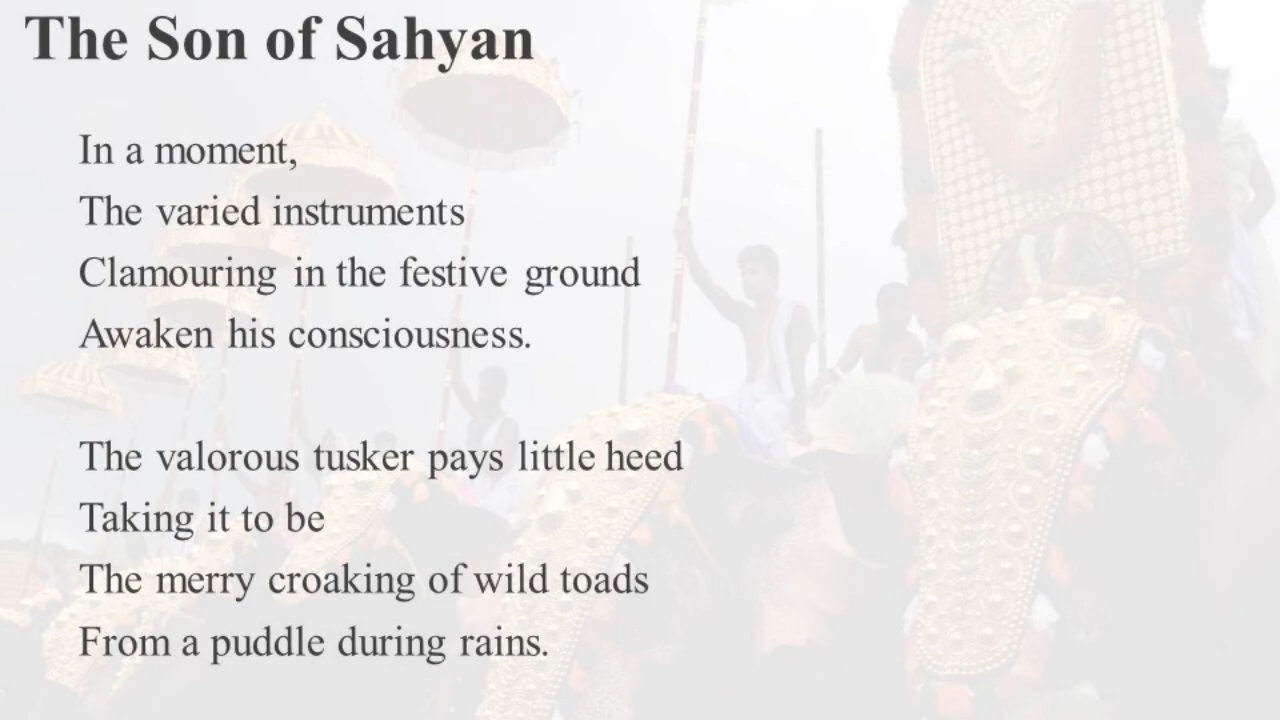 The Son of Sahyan
In a moment,
The varied instruments
Clamouring in the festive ground
Awaken his consciousness.
The valorous tusker pays little heed
Taking it to be
The merry croaking of wild toads
From a puddle during rains.